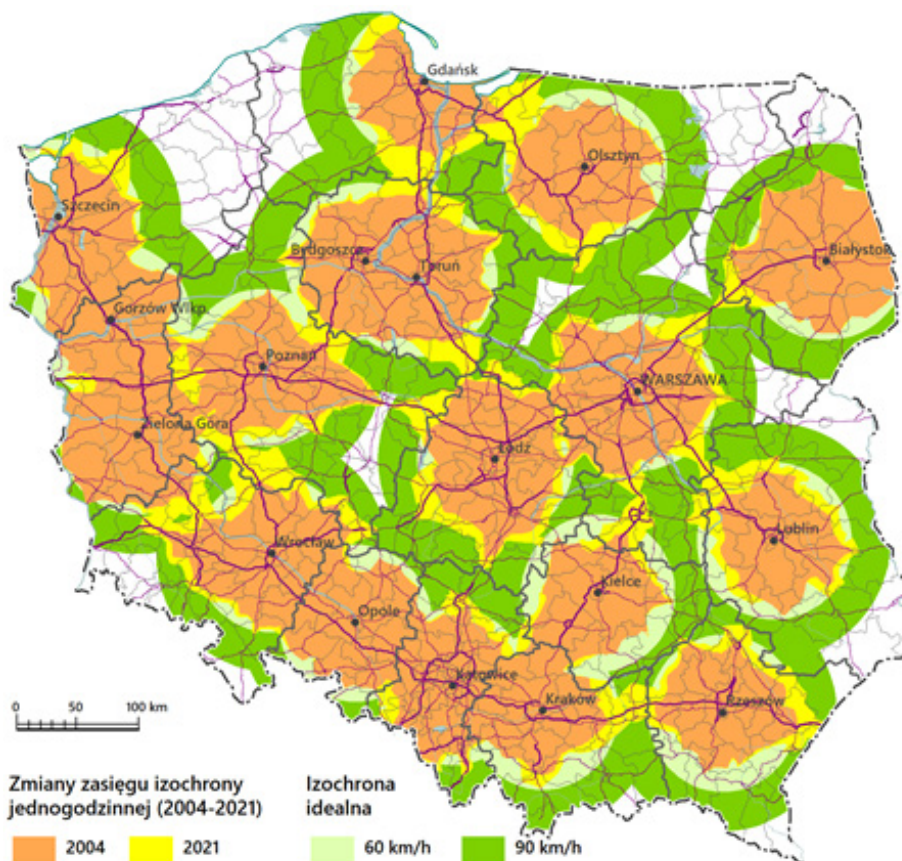 Gdańsk
Olsztyn
Szczecin
Białystok
Bydgoszcz
Toruń
Gorzów Wlkp.
Poznań
WARSZAWA
Zielona Góra
Łódź
Lublin
Wrocław
Kielce
Opole
Katowice
Kraków
Rzeszów
0 50 100 km
Zmiany zasięgu izochrony Izochrona
jednogodzinnej (2004-2021) idealna
2004 2021 60 km/h 90 km/h